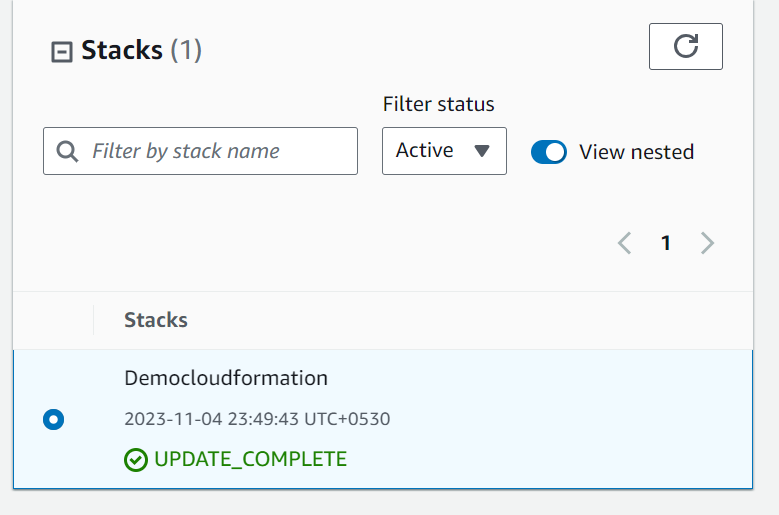 Stacks (1)
Filter status
Filter by stack name
Active
View nested
1
Stacks
Democloudformation
2023-11-04 23:49:43 UTC+0530
UPDATE_COMPLETE